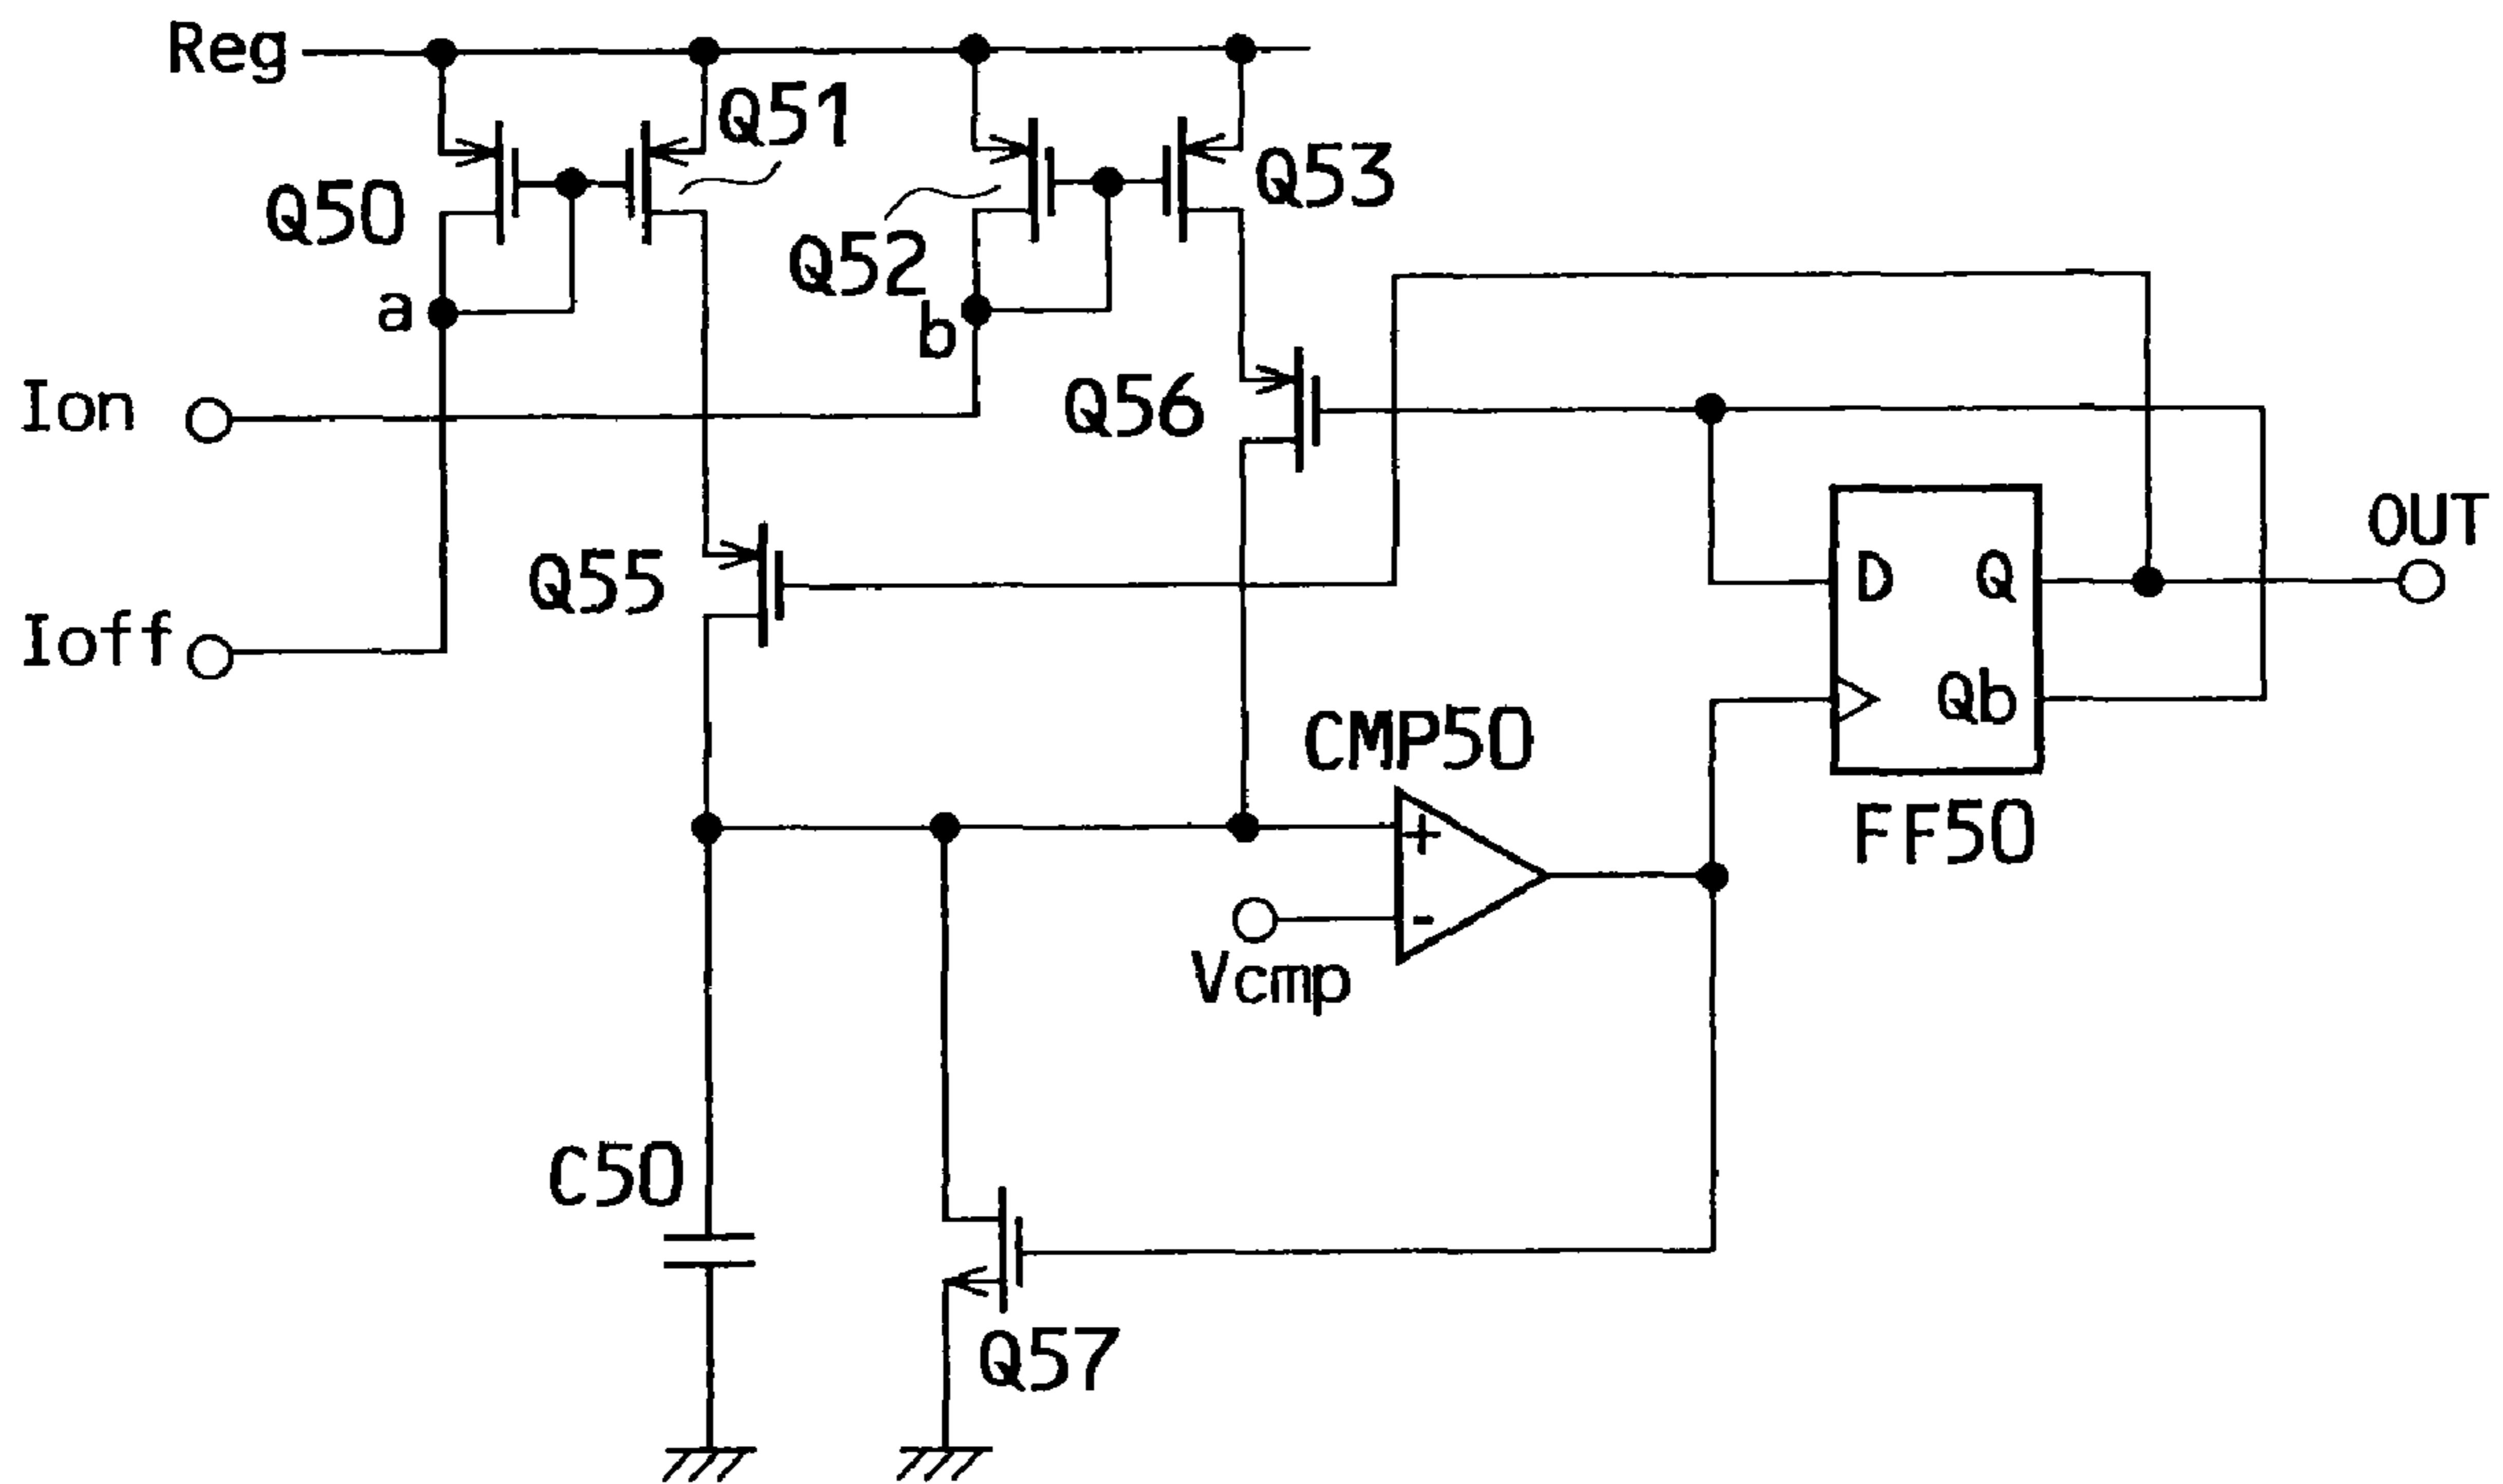 Reg
Q51
Q50
Q53
Q52
a
b
Ion
Q56
OUT
Q55
D
Q
Ioff
Qb
CMP50
FF50
+
-
Vcmp
C50
Q57